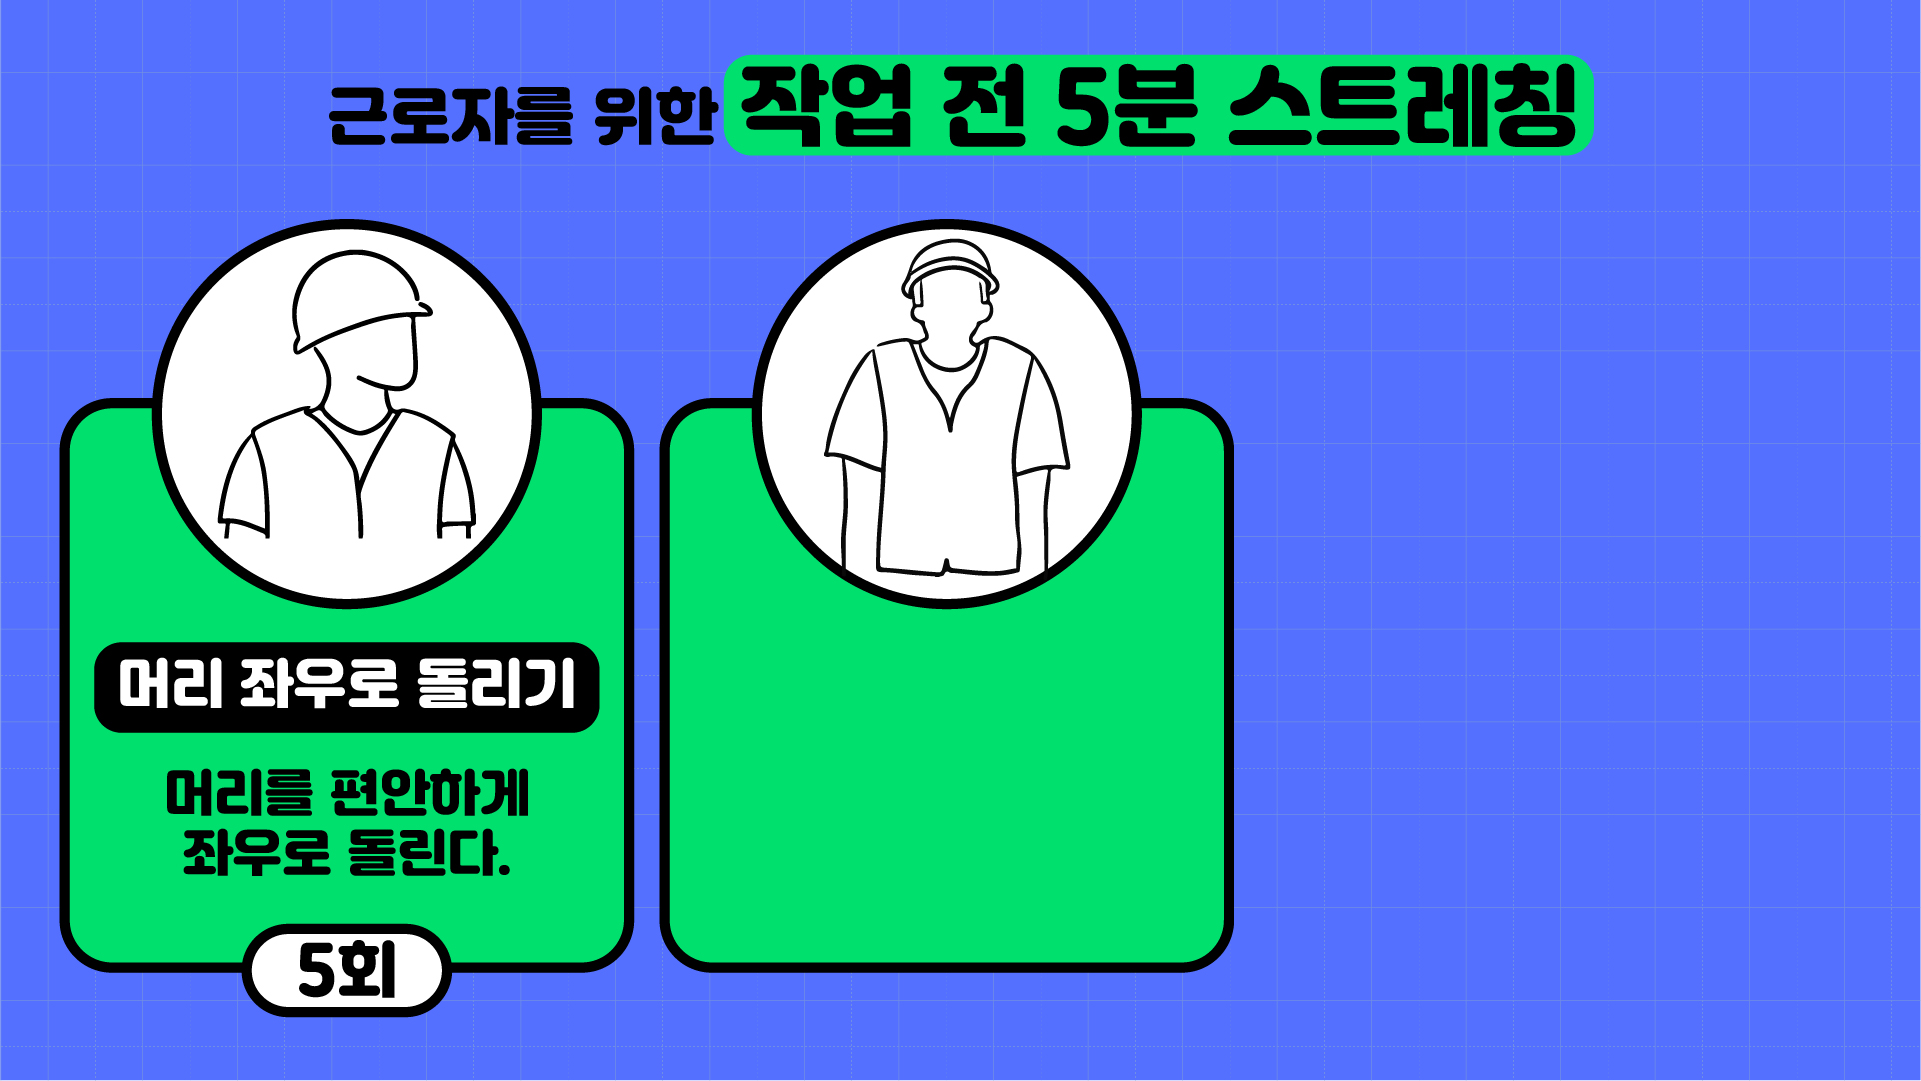 근로자를 위한 작업 전 5분 스트레칭
머리 좌우로 돌리기
머리를 편안하게
좌우로 돌린다.
5회